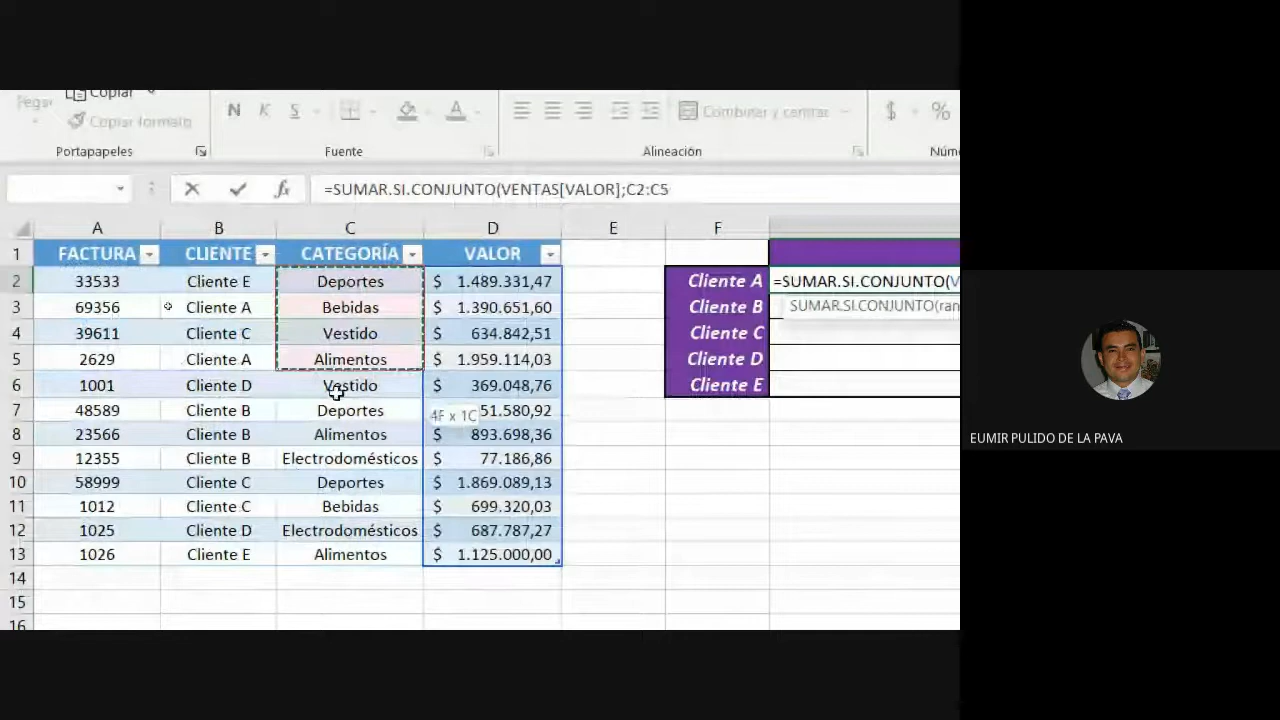 Pegar
Copiar
Copiar formato
N K S A $ %
Portapapeles Fuente Alineación Núme
Combinar y centrar
fx =SUMAR.SI.CONJUNTO(VENTAS[VALOR];C2:C5
A B C D E F
1 FACTURA CLIENTE CATEGORÍA VALOR
2 33533 Cliente E Deportes $ 1.489.331,47 Cliente A =SUMAR.SI.CONJUNTO(V
3 69356 Cliente A Bebidas $ 1.390.651,60 Cliente B SUMAR.SI.CONJUNTO(ran
4 39611 Cliente C Vestido $ 634.842,51 Cliente C
5 2629 Cliente A Alimentos $ 1.959.114,03 Cliente D
6 1001 Cliente D Vestido $ 369.048,76 Cliente E
7 48589 Cliente B Deportes 4F x 1C 51.580,92
8 23566 Cliente B Alimentos $ 893.698,36
9 12355 Cliente B Electrodomésticos $ 77.186,86
10 58999 Cliente C Deportes $ 1.869.089,13
11 1012 Cliente C Bebidas $ 699.320,03
12 1025 Cliente D Electrodomésticos $ 687.787,27
13 1026 Cliente E Alimentos $ 1.125.000,00
14
15
16
EUMIR PULIDO DE LA PAVA